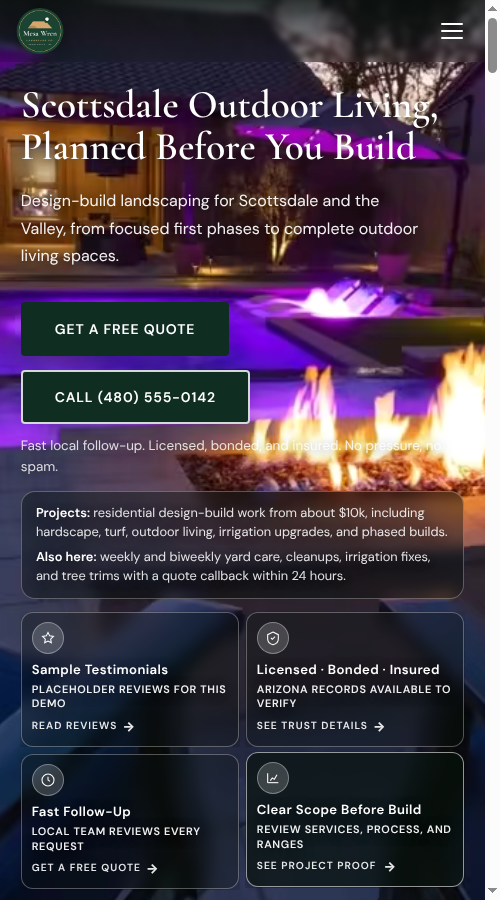 Mesa Wren
Scottsdale Outdoor Living,
Planned Before You Build
Design-build landscaping for Scottsdale and the
Valley, from focused first phases to complete outdoor
living spaces.
GET A FREE QUOTE
CALL (480) 555-0142
Fast local follow-up. Licensed, bonded, and insured. No pressure, no
spam.
Projects: residential design-build work from about $10k, including
hardscape, turf, outdoor living, irrigation upgrades, and phased builds.
Also here: weekly and biweekly yard care, cleanups, irrigation fixes,
and tree trims with a quote callback within 24 hours.
Sample Testimonials
PLACEHOLDER REVIEWS FOR THIS
DEMO
READ REVIEWS →
Licensed · Bonded · Insured
ARIZONA RECORDS AVAILABLE TO
VERIFY
SEE TRUST DETAILS →
Fast Follow-Up
LOCAL TEAM REVIEWS EVERY
REQUEST
GET A FREE QUOTE →
Clear Scope Before Build
REVIEW SERVICES, PROCESS, AND
RANGES
SEE PROJECT PROOF →